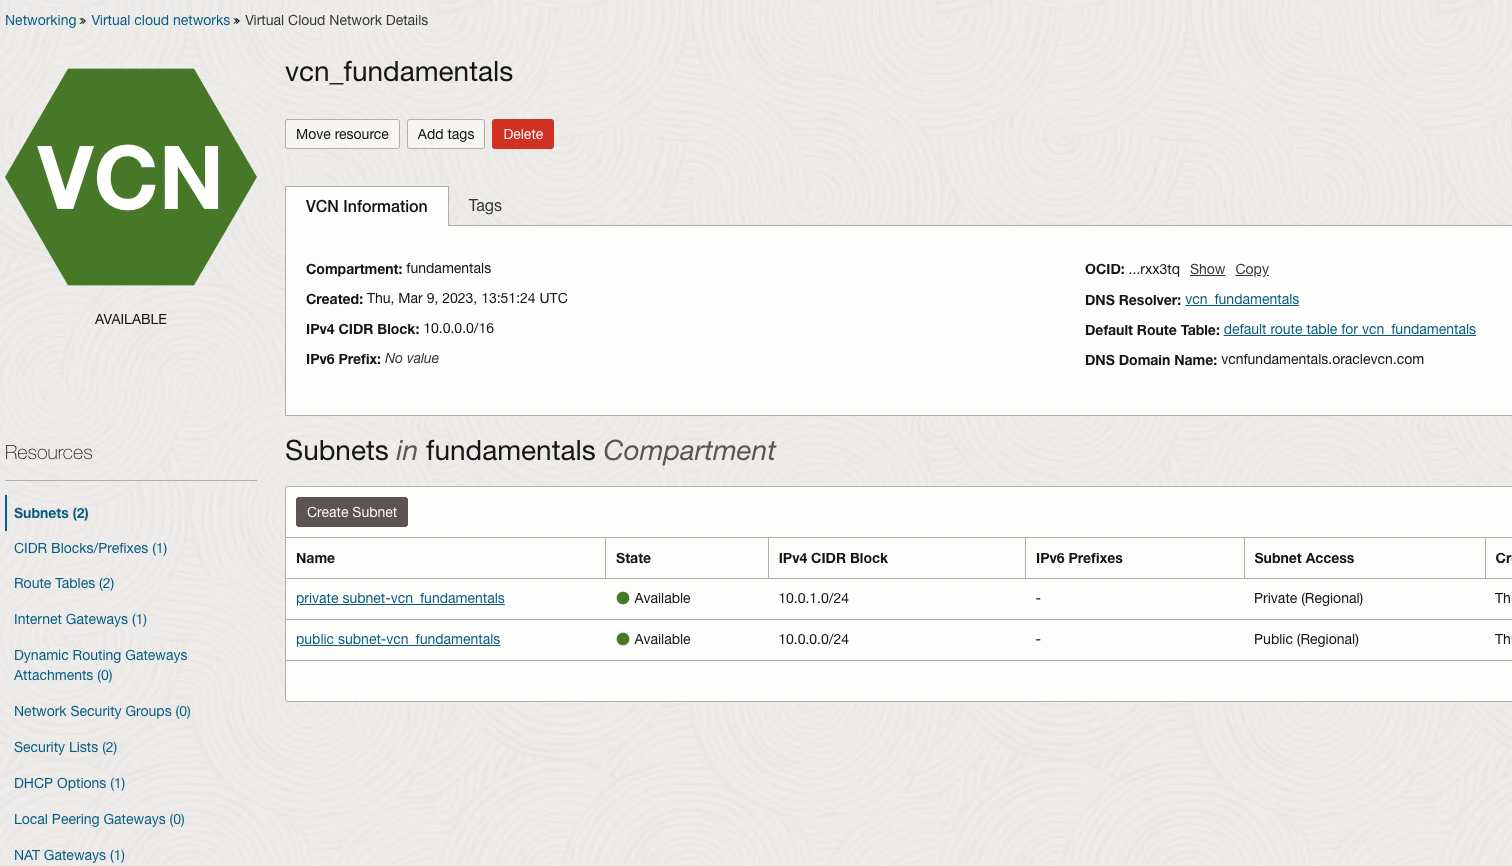 Networking » Virtual cloud networks » Virtual Cloud Network Details
VCN
AVAILABLE
vcn_fundamentals
Move resource Add tags Delete
VCN Information Tags
Compartment: fundamentals
Created: Thu, Mar 9, 2023, 13:51:24 UTC
IPv4 CIDR Block: 10.0.0.0/16
IPv6 Prefix: No value
OCID: ...rxx3tq Show Copy
DNS Resolver: vcn_fundamentals
Default Route Table: default route table for vcn_fundamentals
DNS Domain Name: vcnfundamentals.oraclevcn.com
Resources
Subnets (2)
CIDR Blocks/Prefixes (1)
Route Tables (2)
Internet Gateways (1)
Dynamic Routing Gateways
Attachments (0)
Network Security Groups (0)
Security Lists (2)
DHCP Options (1)
Local Peering Gateways (0)
NAT Gateways (1)
Subnets in fundamentals Compartment
Create Subnet
Name State IPv4 CIDR Block IPv6 Prefixes Subnet Access Cr
private subnet-vcn_fundamentals Available 10.0.1.0/24 - Private (Regional) Th
public subnet-vcn_fundamentals Available 10.0.0.0/24 - Public (Regional) Th